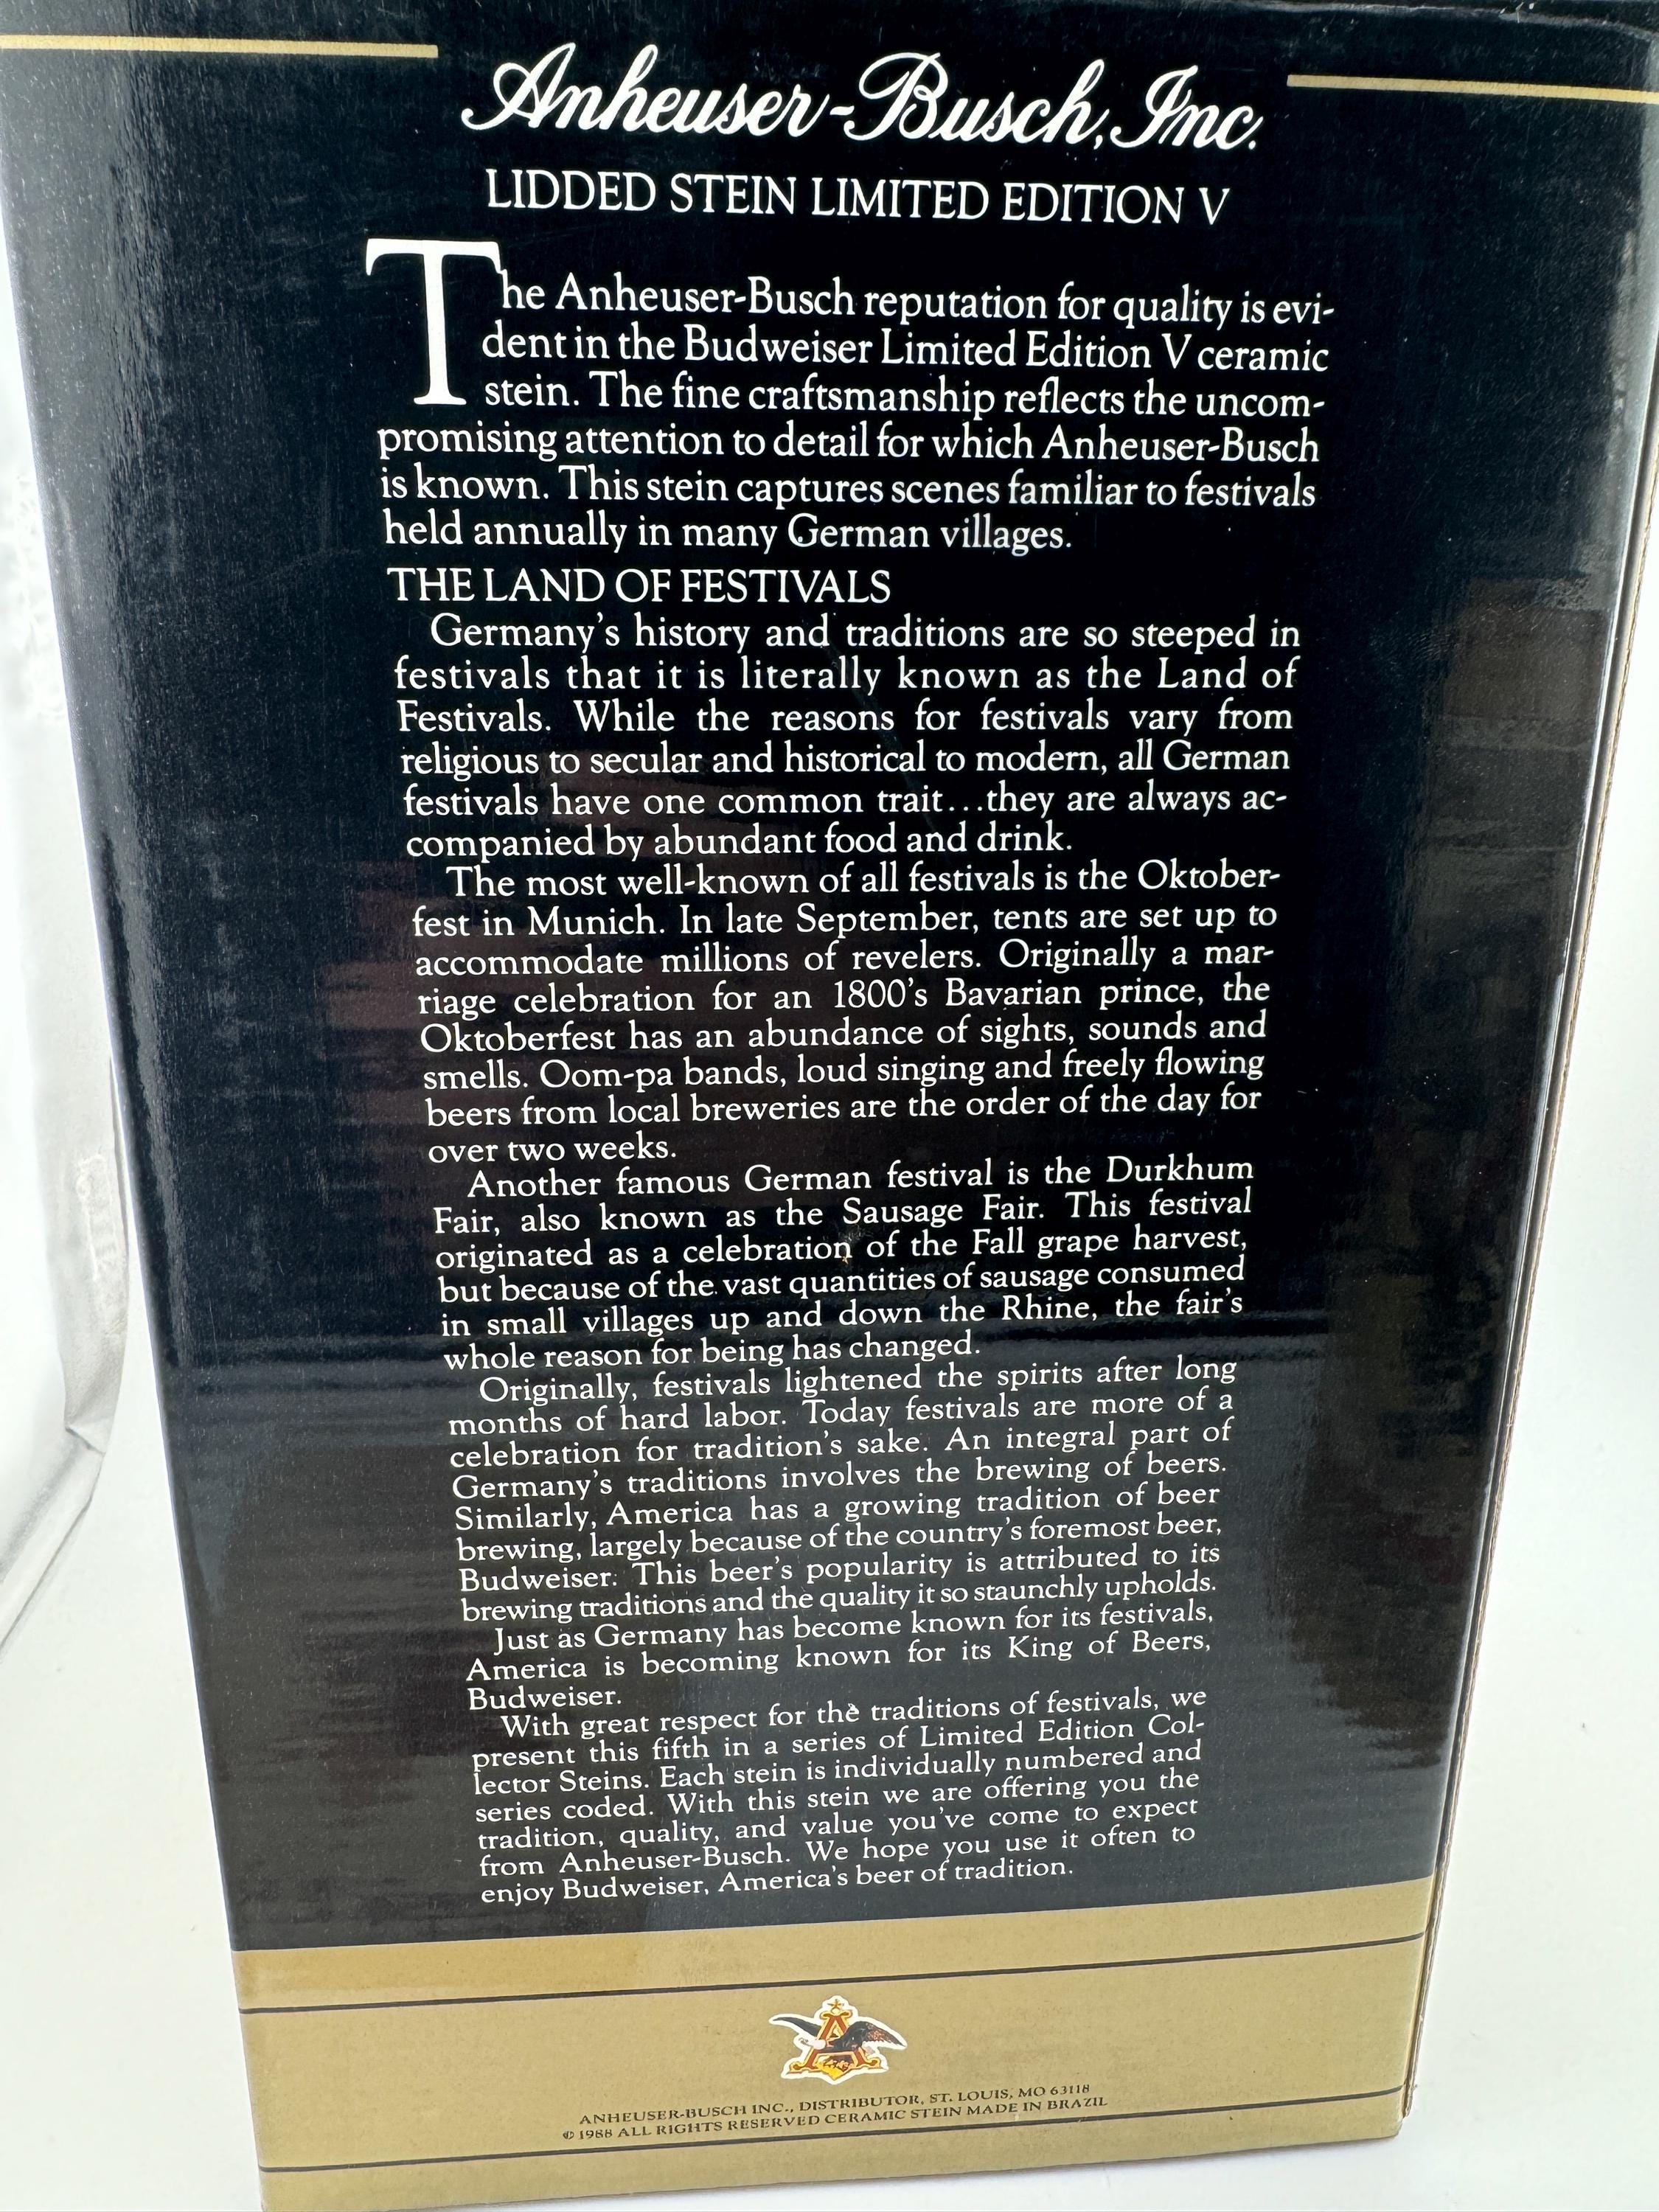 Anheuser-Busch, Inc.
LIDDED STEIN LIMITED EDITION V
The Anheuser-Busch reputation for quality is evi-
dent in the Budweiser Limited Edition V ceramic
stein. The fine craftsmanship reflects the uncom-
promising attention to detail for which Anheuser-Busch
is known. This stein captures scenes familiar to festivals
held annually in many German villages.
THE LAND OF FESTIVALS
Germany's history and traditions are so steeped in
festivals that it is literally known as the Land of
Festivals. While the reasons for festivals vary from
religious to secular and historical to modern, all German
festivals have one common trait...they are always ac-
companied by abundant food and drink.
The most well-known of all festivals is the Oktober-
fest in Munich. In late September, tents are set up to
accommodate millions of revelers. Originally a mar-
riage celebration for an 1800's Bavarian prince, the
Oktoberfest has an abundance of sights, sounds and
smells. Oom-pa bands, loud singing and freely flowing
beers from local breweries are the order of the day for
over two weeks.
Another famous German festival is the Durkhum
Fair, also known as the Sausage Fair. This festival
originated as a celebration of the Fall grape harvest,
but because of the vast quantities of sausage consumed
in small villages up and down the Rhine, the fair's
whole reason for being has changed.
Originally, festivals lightened the spirits after long
months of hard labor. Today festivals are more of a
celebration for tradition's sake. An integral part of
Germany's traditions involves the brewing of beers.
Similarly, America has a growing tradition of beer
brewing, largely because of the country's foremost beer,
Budweiser. This beer's popularity is attributed to its
brewing traditions and the quality it so staunchly upholds.
Just as Germany has become known for its festivals,
America is becoming known for its King of Beers,
Budweiser.
With great respect for the traditions of festivals, we
present this fifth in a series of Limited Edition Col-
lector Steins. Each stein is individually numbered and
series coded. With this stein we are offering you the
tradition, quality, and value you've come to expect
from Anheuser-Busch. We hope you use it often to
enjoy Budweiser, America's beer of tradition.
A
ANHEUSER-BUSCH INC., DISTRIBUTOR, ST. LOUIS, MO 63118
© 1988 ALL RIGHTS RESERVED CERAMIC STEIN MADE IN BRAZIL